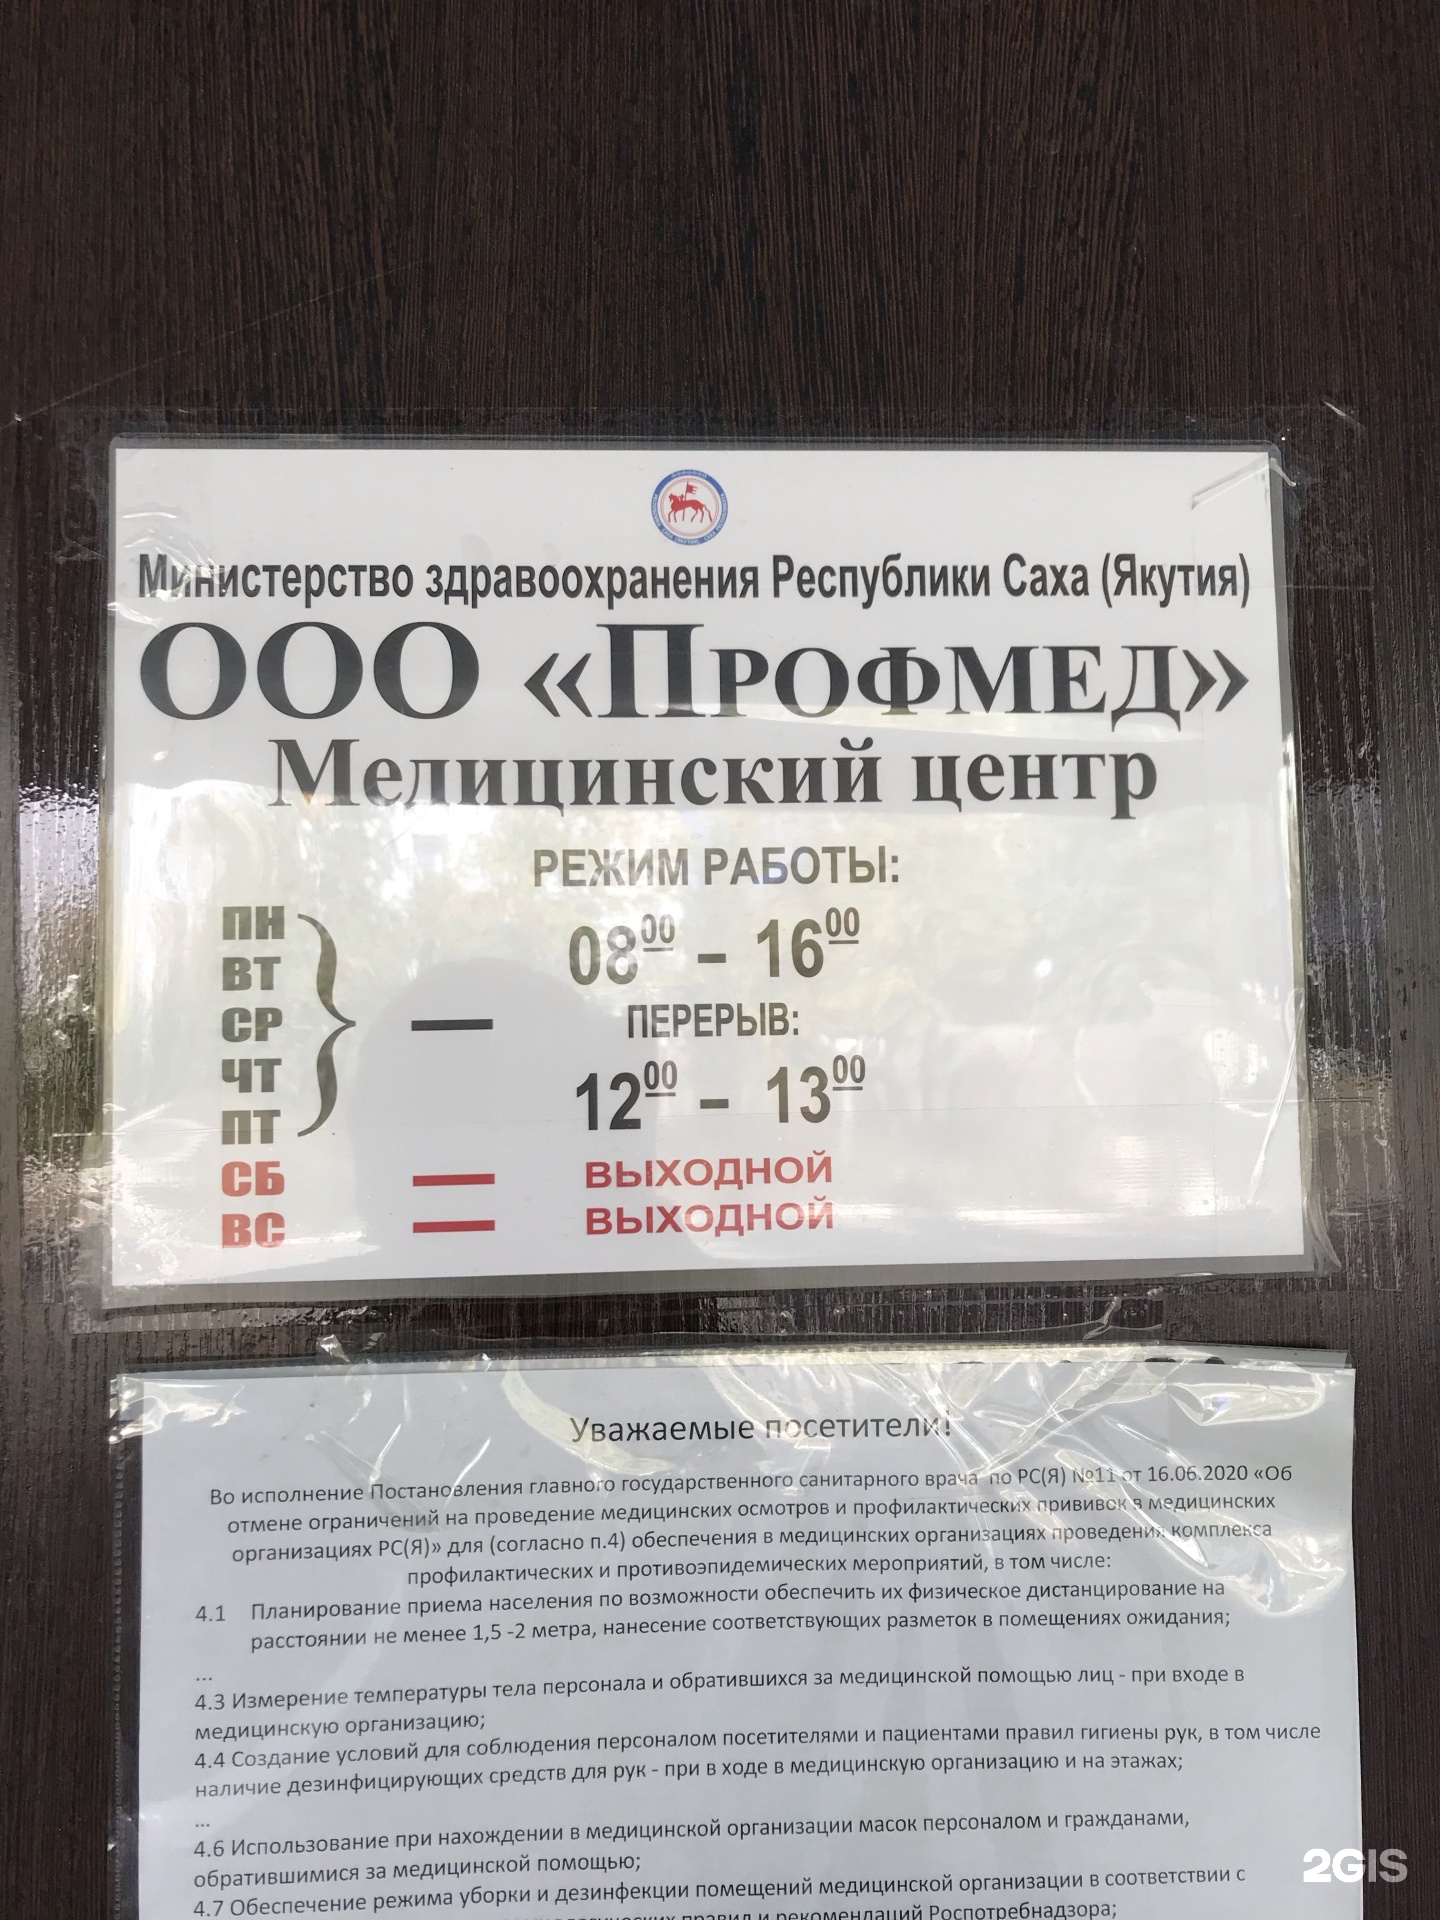 Министерство здравоохранения Республики Саха (Якутия)
ООО «ПРОФМЕД»
Медицинский центр
РЕЖИМ РАБОТЫ:
ПН
ВТ
СР
ЧТ
ПТ
— 08⁰⁰ – 16⁰⁰
ПЕРЕРЫВ:
12⁰⁰ – 13⁰⁰
СБ — ВЫХОДНОЙ
ВС — ВЫХОДНОЙ
Уважаемые посетители!
Во исполнение Постановления главного государственного санитарного врача по РС(Я) №11 от 16.06.2020 «Об
отмене ограничений на проведение медицинских осмотров и профилактических прививок в медицинских
организациях РС(Я)» для (согласно п.4) обеспечения в медицинских организациях проведения комплекса
профилактических и противоэпидемических мероприятий, в том числе:
4.1 Планирование приема населения по возможности обеспечить их физическое дистанцирование на
расстоянии не менее 1,5 -2 метра, нанесение соответствующих разметок в помещениях ожидания;
...
4.3 Измерение температуры тела персонала и обратившихся за медицинской помощью лиц - при входе в
медицинскую организацию;
4.4 Создание условий для соблюдения персоналом посетителями и пациентами правил гигиены рук, в том числе
наличие дезинфицирующих средств для рук - при в ходе в медицинскую организацию и на этажах;
...
4.6 Использование при нахождении в медицинской организации масок персоналом и гражданами,
обратившимися за медицинской помощью;
4.7 Обеспечение режима уборки и дезинфекции помещений медицинской организации в соответствии с
правил и рекомендаций Роспотребнадзора;
2GIS